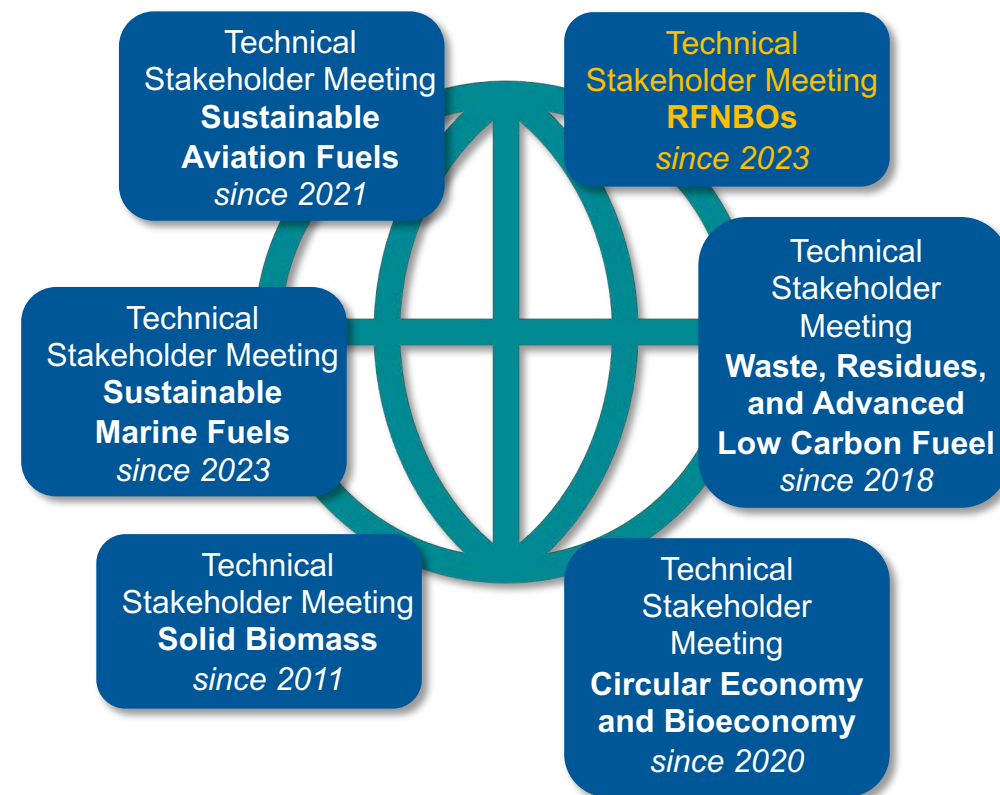 Technical
Stakeholder Meeting
Sustainable
Aviation Fuels
since 2021
Technical
Stakeholder Meeting
RFNBOs
since 2023
Technical
Stakeholder Meeting
Sustainable
Marine Fuels
since 2023
Technical
Stakeholder
Meeting
Waste, Residues,
and Advanced
Low Carbon Fueel
since 2018
Technical
Stakeholder Meeting
Solid Biomass
since 2011
Technical
Stakeholder
Meeting
Circular Economy
and Bioeconomy
since 2020